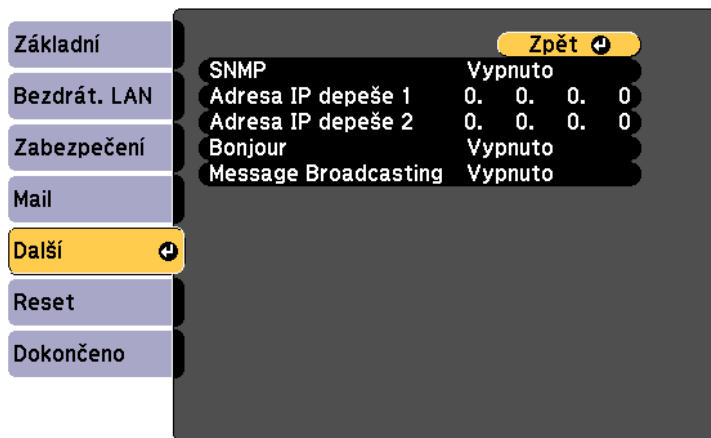 Základní
Bezdrát. LAN
Zabezpečení
Mail
Další
Reset
Dokončeno
Zpět
SNMP Vypnuto
Adresa IP depeše 1 0. 0. 0. 0
Adresa IP depeše 2 0. 0. 0. 0
Bonjour Vypnuto
Message Broadcasting Vypnuto